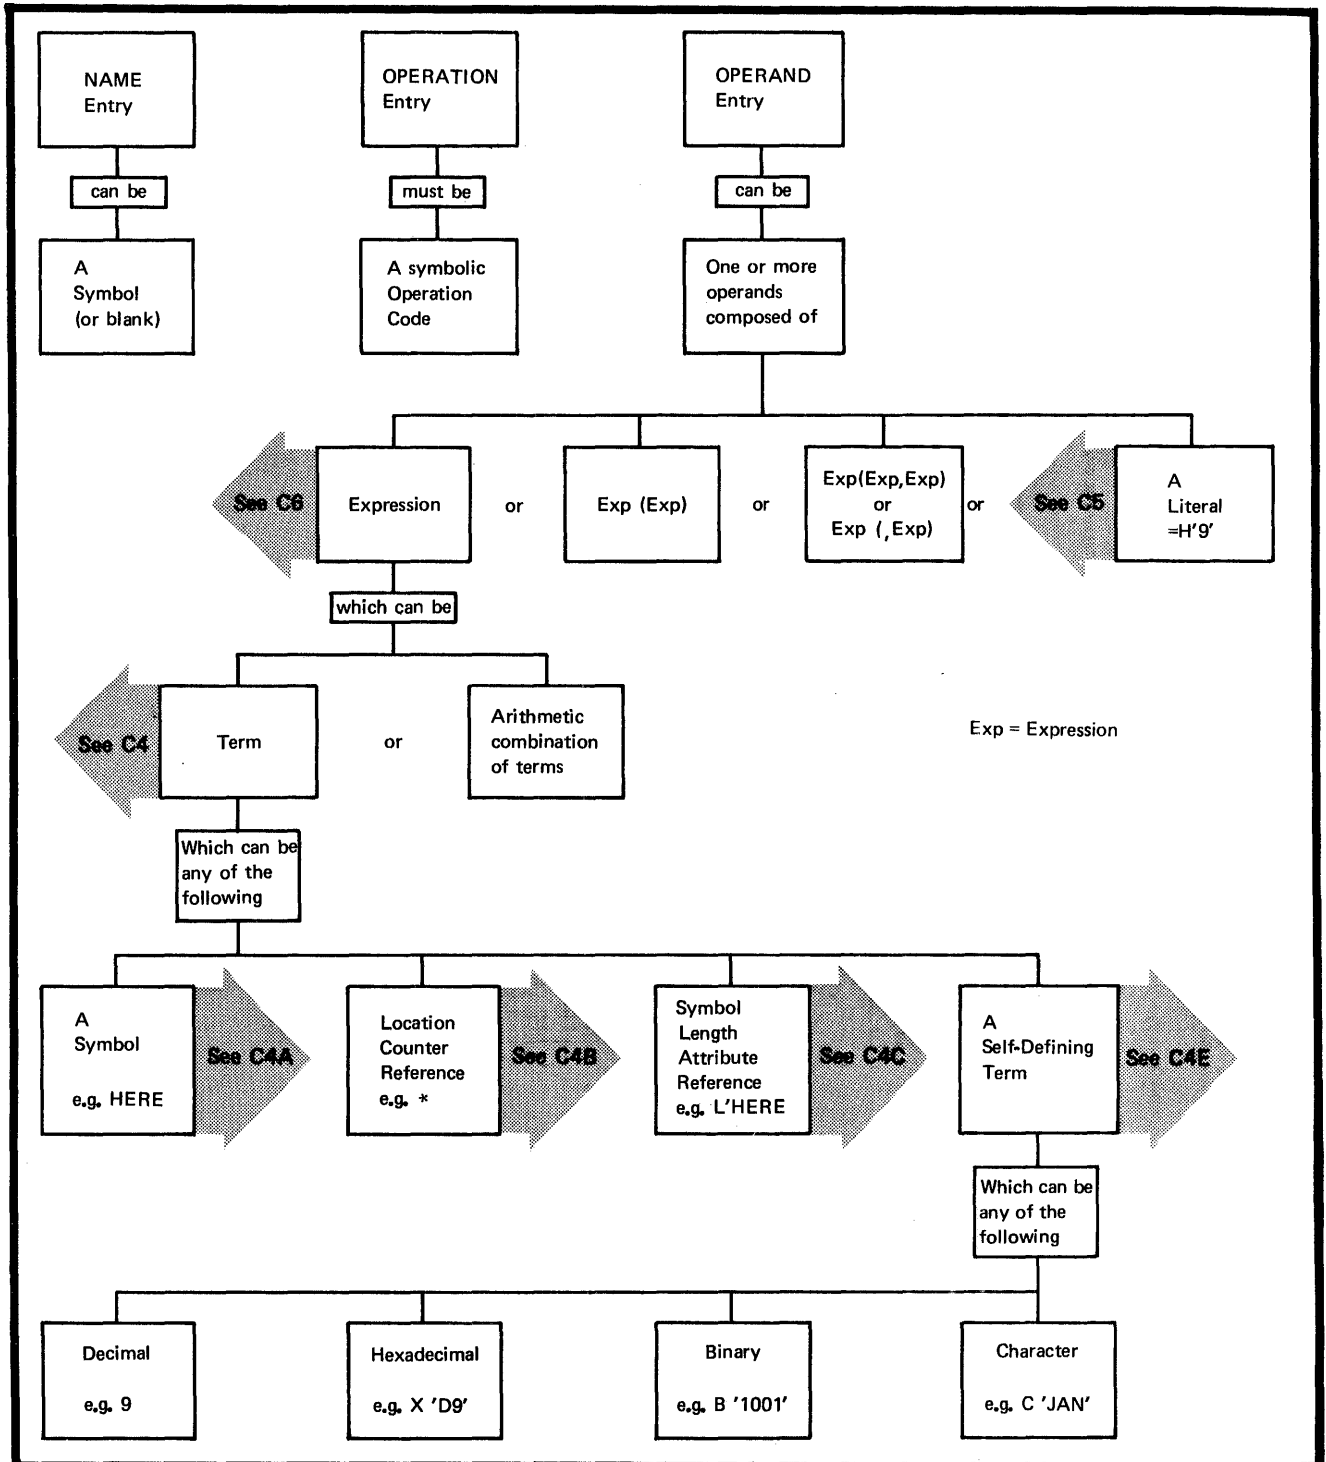 NAME
Entry
OPERATION
Entry
OPERAND
Entry
can be
must be
can be
A
Symbol
(or blank)
A symbolic
Operation
Code
One or more
operands
composed of
See C6
Expression
or
Exp (Exp)
or
Exp(Exp,Exp)
or
Exp (,Exp)
or
See C5
A
Literal
=H'9'
which can be
See C4
Term
or
Arithmetic
combination
of terms
Exp = Expression
Which can be
any of the
following
A
Symbol
e.g. HERE
See C4A
Location
Counter
Reference
e.g. *
See C4B
Symbol
Length
Attribute
Reference
e.g. L'HERE
See C4C
A
Self-Defining
Term
See C4E
Which can be
any of the
following
Decimal
e.g. 9
Hexadecimal
e.g. X 'D9'
Binary
e.g. B '1001'
Character
e.g. C 'JAN'